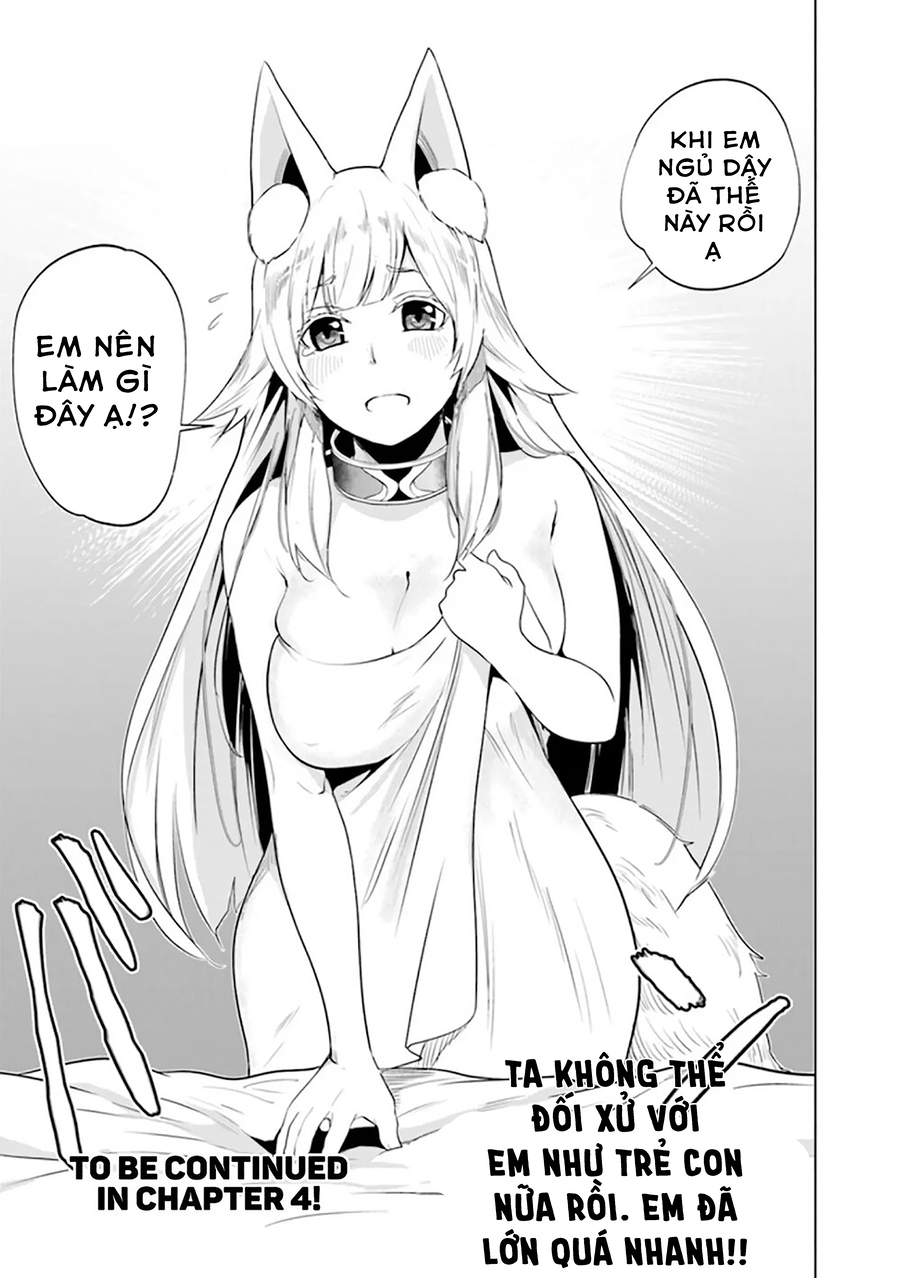 KHI EM
NGỦ DẬY
ĐÃ THẾ
NÀY RỒI
Ạ
EM NÊN
LÀM GÌ
ĐÂY Ạ!?
TA KHÔNG THỂ
ĐỐI XỬ VỚI
EM NHƯ TRẺ CON
NỮA RỒI. EM ĐÃ
LỚN QUÁ NHANH!!
TO BE CONTINUED
IN CHAPTER 4!